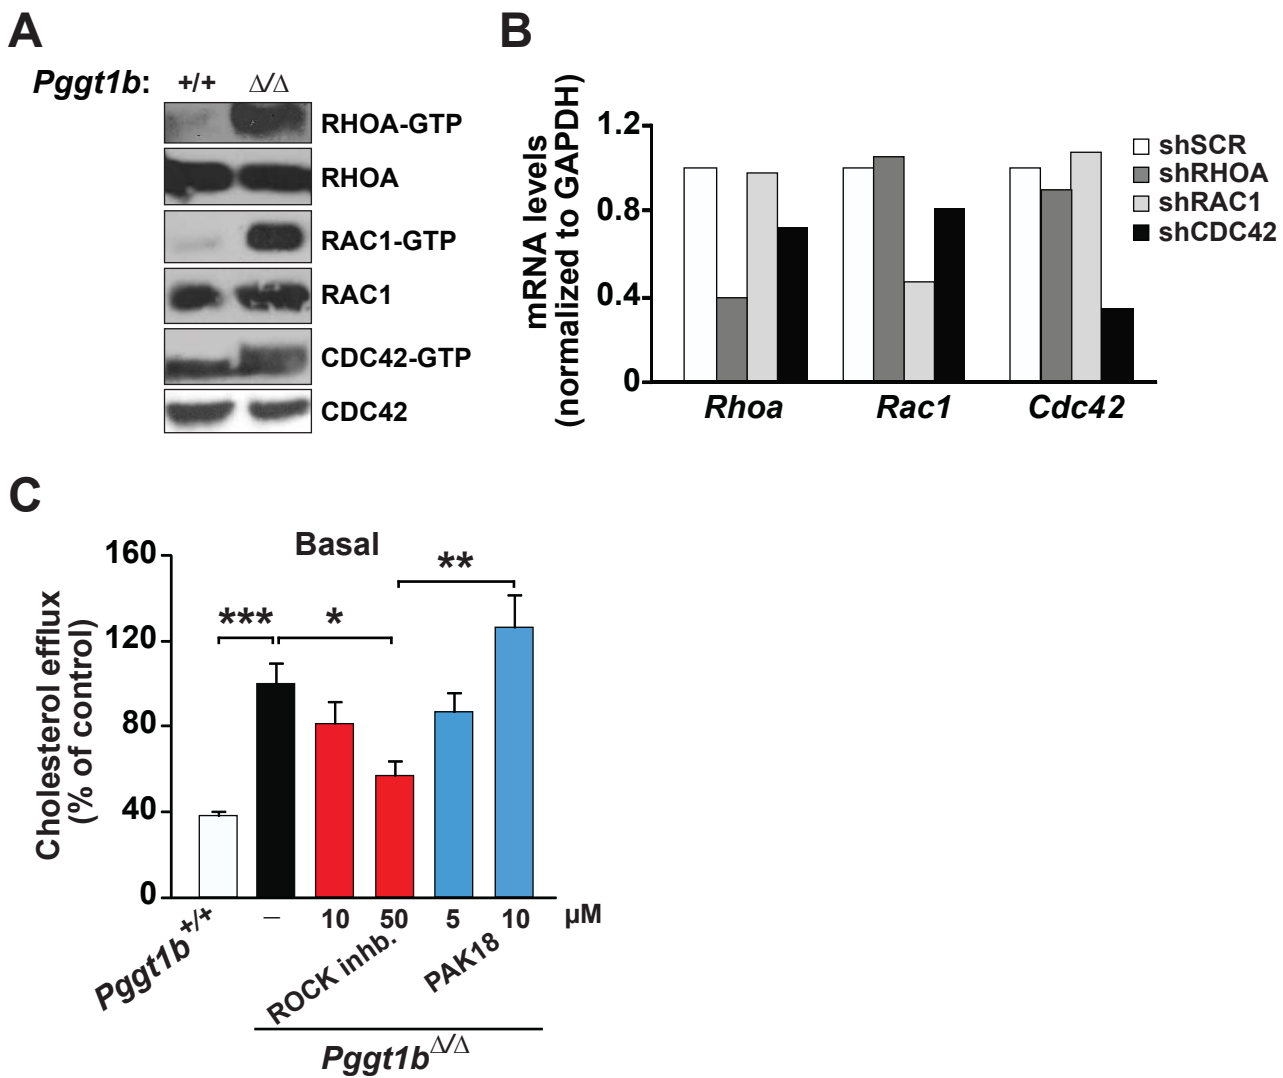 A
Pggt1b: +/+ Δ/Δ
RHOA-GTP
RHOA
RAC1-GTP
RAC1
CDC42-GTP
CDC42
B
mRNA levels
(normalized to GAPDH)
1.2
0.8
0.4
0
Rhoa Rac1 Cdc42
shSCR
shRHOA
shRAC1
shCDC42
C
Basal
Cholesterol efflux
(% of control)
160
120
80
40
0
*** * **
– 10 50 5 10 µM
Pggt1b+/+
ROCK inhb.
PAK18
Pggt1bΔ/Δ